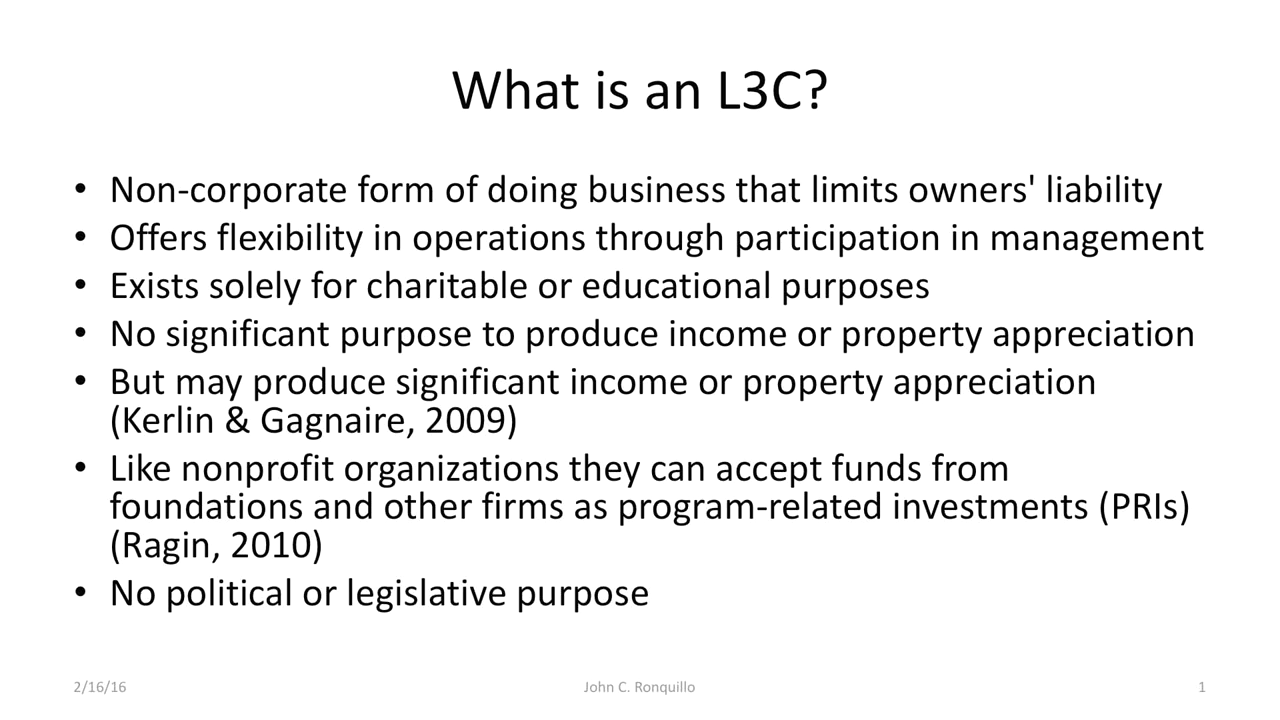 What is an L3C?
• Non-corporate form of doing business that limits owners' liability
• Offers flexibility in operations through participation in management
• Exists solely for charitable or educational purposes
• No significant purpose to produce income or property appreciation
• But may produce significant income or property appreciation
(Kerlin & Gagnaire, 2009)
• Like nonprofit organizations they can accept funds from
foundations and other firms as program-related investments (PRIs)
(Ragin, 2010)
• No political or legislative purpose
2/16/16
John C. Ronquillo
1